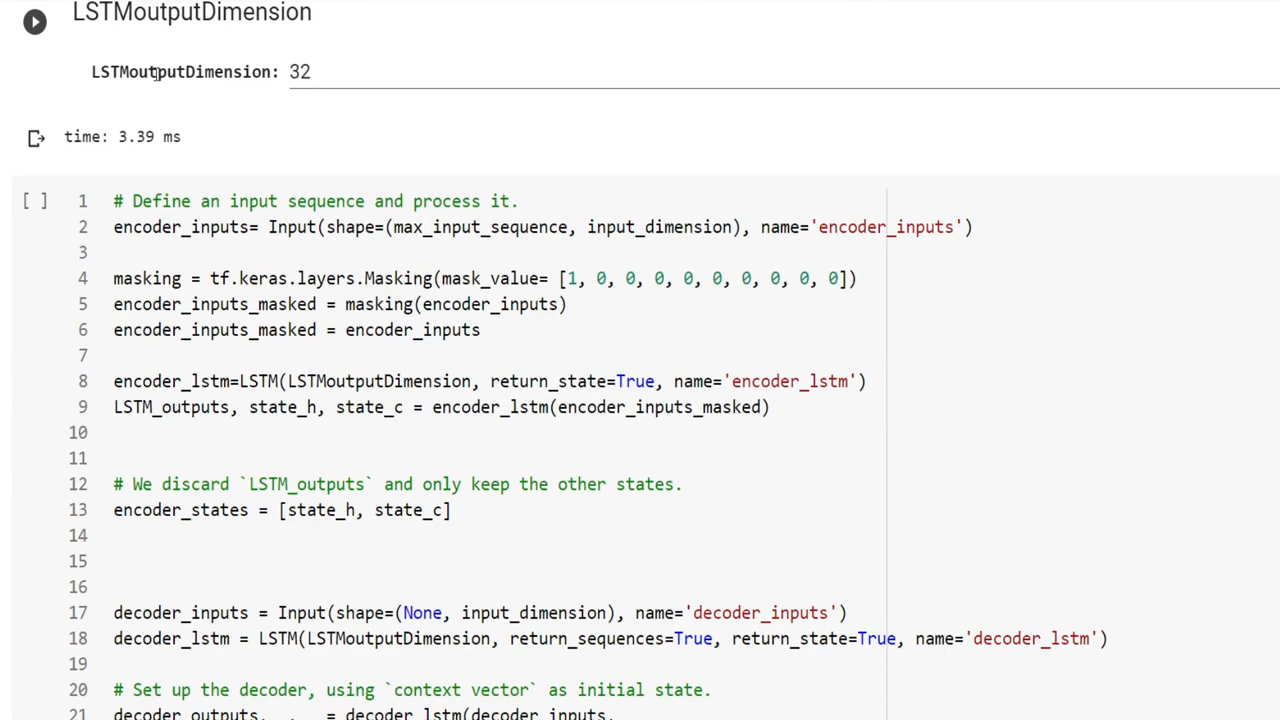 LSTMoutputDimension
LSTMoutputDimension: 32
time: 3.39 ms
[ ] 1 # Define an input sequence and process it.
2 encoder_inputs= Input(shape=(max_input_sequence, input_dimension), name='encoder_inputs')
3
4 masking = tf.keras.layers.Masking(mask_value= [1, 0, 0, 0, 0, 0, 0, 0, 0, 0])
5 encoder_inputs_masked = masking(encoder_inputs)
6 encoder_inputs_masked = encoder_inputs
7
8 encoder_lstm=LSTM(LSTMoutputDimension, return_state=True, name='encoder_lstm')
9 LSTM_outputs, state_h, state_c = encoder_lstm(encoder_inputs_masked)
10
11
12 # We discard `LSTM_outputs` and only keep the other states.
13 encoder_states = [state_h, state_c]
14
15
16
17 decoder_inputs = Input(shape=(None, input_dimension), name='decoder_inputs')
18 decoder_lstm = LSTM(LSTMoutputDimension, return_sequences=True, return_state=True, name='decoder_lstm')
19
20 # Set up the decoder, using `context vector` as initial state.
21 decoder_outputs, _, _ = decoder_lstm(decoder_inputs,